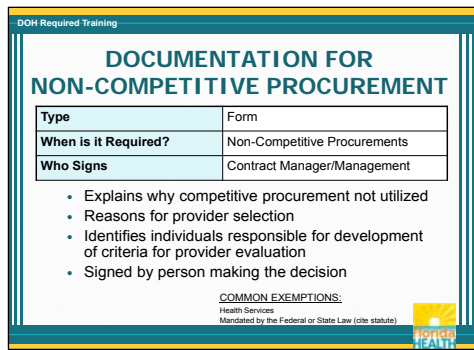 DOH Required Training
DOCUMENTATION FOR
NON-COMPETITIVE PROCUREMENT
Type Form
When is it Required? Non-Competitive Procurements
Who Signs Contract Manager/Management
• Explains why competitive procurement not utilized
• Reasons for provider selection
• Identifies individuals responsible for development
of criteria for provider evaluation
• Signed by person making the decision
COMMON EXEMPTIONS:
Health Services
Mandated by the Federal or State Law (cite statute)
Florida
HEALTH